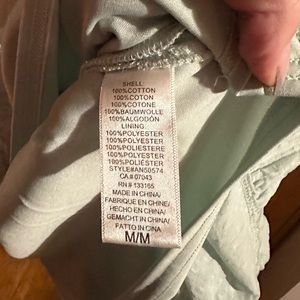 SHELL:
100%COTTON
100%COTON
100%COTONE
100%BAUMWOLLE
100%ALGODÓN
LINING:
100%POLYESTER
100%POLYESTER
100%POLIESTERE
100%POLYESTER
100%POLIÉSTER
STYLE#AN50574
CA# 07043
RN# 133165
MADE IN CHINA/
FABRIQUE EN CHINE/
HECHO EN CHINA/
GEMACHT IN CHINA/
FATTO IN CINA
M/M